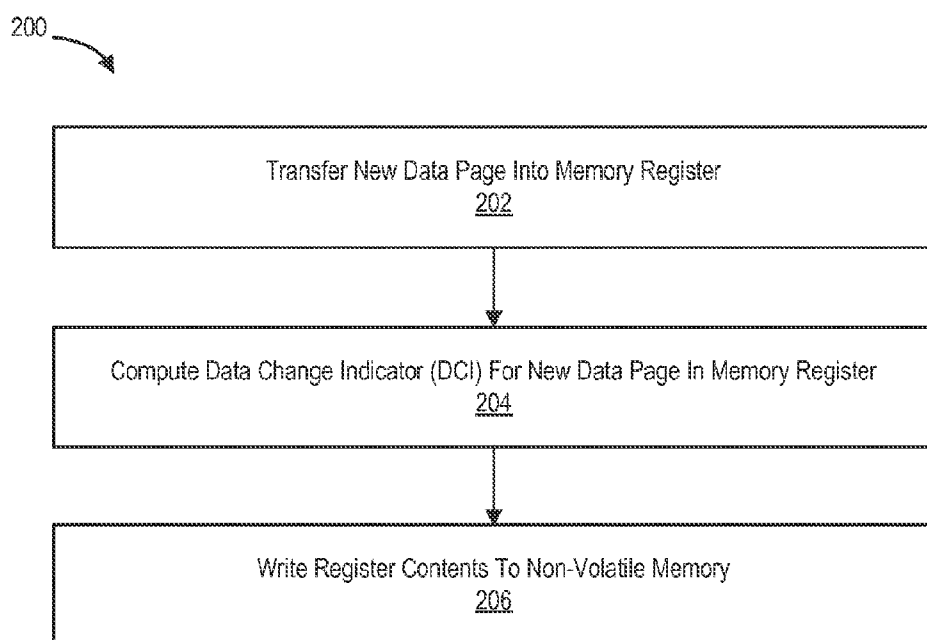 200
Transfer New Data Page Into Memory Register
202
Compute Data Change Indicator (DCI) For New Data Page In Memory Register
204
Write Register Contents To Non-Volatile Memory
206